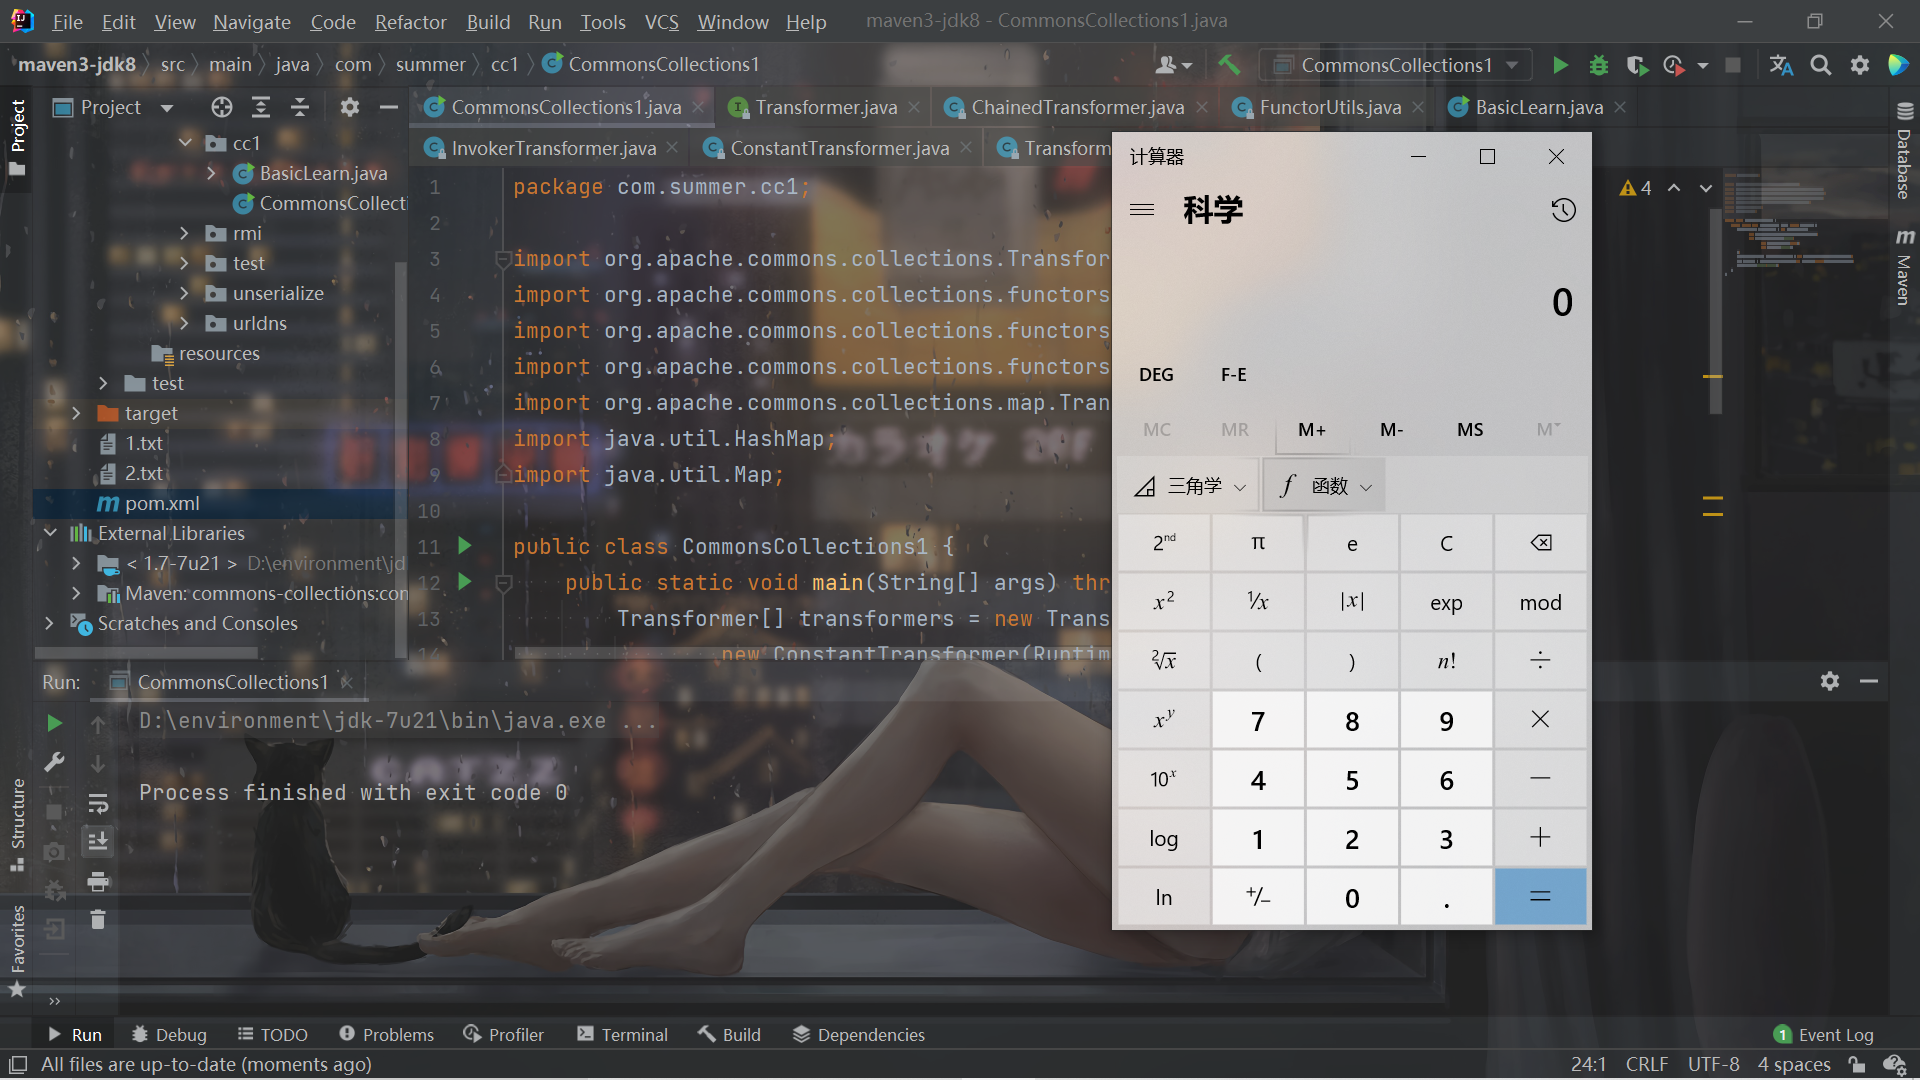 File Edit View Navigate Code Refactor Build Run Tools VCS Window Help maven3-jdk8 - CommonsCollections1.java
maven3-jdk8 src main java com summer cc1 CommonsCollections1
CommonsCollections1
Project
CommonsCollections1.java Transformer.java ChainedTransformer.java FunctorUtils.java BasicLearn.java
InvokerTransformer.java ConstantTransformer.java Transform
Project
cc1
BasicLearn.java
CommonsCollecti
rmi
test
unserialize
urldns
resources
test
target
1.txt
2.txt
pom.xml
External Libraries
< 1.7-7u21 > D:\environment\jd
Maven: commons-collections:con
Scratches and Consoles
1 package com.summer.cc1;
2
3 import org.apache.commons.collections.Transfor
4 import org.apache.commons.collections.functors
5 import org.apache.commons.collections.functors
6 import org.apache.commons.collections.functors
7 import org.apache.commons.collections.map.Tran
8 import java.util.HashMap;
9 import java.util.Map;
10
11 public class CommonsCollections1 {
12 public static void main(String[] args) thr
13 Transformer[] transformers = new Trans
14 new ConstantTransformer(Runtim
4
Database
Maven
计算器
科学
0
DEG F-E
MC MR M+ M- MS M
三角学 函数
2nd π e C
x² ¹/x |x| exp mod
²√x ( ) n! ÷
xʸ 7 8 9 ×
10ˣ 4 5 6 −
log 1 2 3 +
ln +/− 0 . =
カラオケ
Run: CommonsCollections1
D:\environment\jdk-7u21\bin\java.exe ...
Process finished with exit code 0
Structure
Favorites
Run Debug TODO Problems Profiler Terminal Build Dependencies 1 Event Log
All files are up-to-date (moments ago) 24:1 CRLF UTF-8 4 spaces